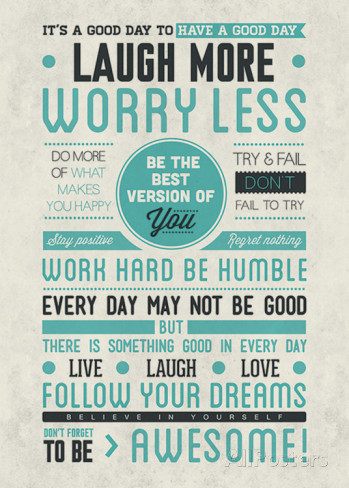 IT'S A GOOD DAY TO HAVE A GOOD DAY
LAUGH MORE
WORRY LESS
DO MORE
OF WHAT
MAKES
YOU HAPPY
BE THE
BEST
VERSION OF
You
TRY & FAIL
DON'T
FAIL TO TRY
Stay positive
Regret nothing
WORK HARD BE HUMBLE
EVERY DAY MAY NOT BE GOOD
BUT
THERE IS SOMETHING GOOD IN EVERY DAY
LIVE LAUGH LOVE
FOLLOW YOUR DREAMS
BELIEVE IN YOURSELF
DON'T FORGET
TO BE > AWESOME!
AllPosters